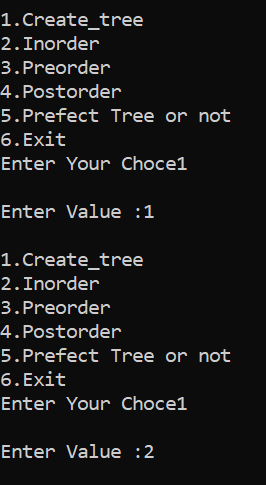 1.Create_tree
2.Inorder
3.Preorder
4.Postorder
5.Prefect Tree or not
6.Exit
Enter Your Choce1
Enter Value :1
1.Create_tree
2.Inorder
3.Preorder
4.Postorder
5.Prefect Tree or not
6.Exit
Enter Your Choce1
Enter Value :2